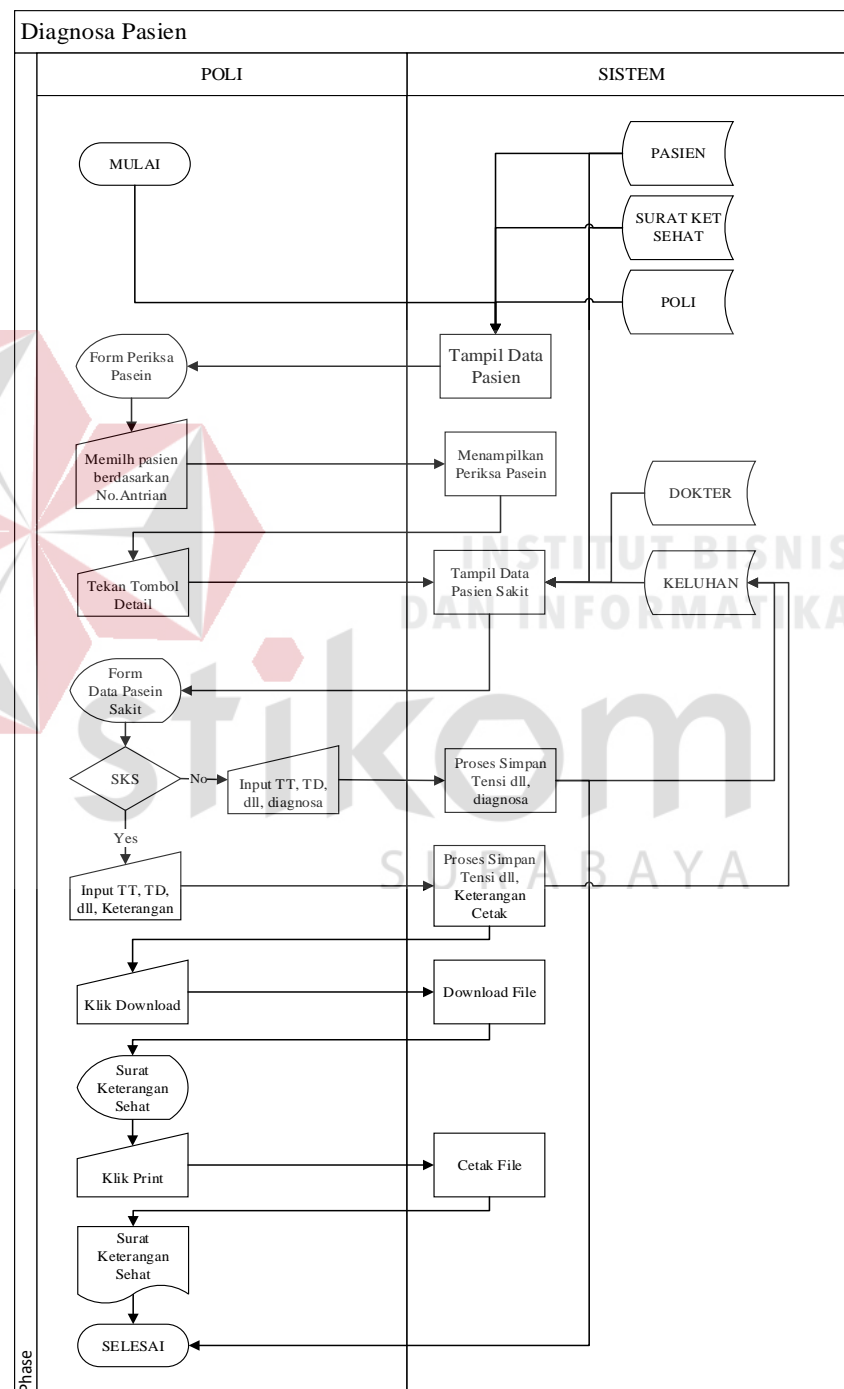 Diagnosa Pasien
POLI
SISTEM
MULAI
PASIEN
SURAT KET
SEHAT
POLI
Form Periksa
Pasein
Tampil Data
Pasien
Memilh pasien
berdasarkan
No.Antrian
Menampilkan
Periksa Pasein
DOKTER
INSTITUT BISNIS
DAN INFORMATIKA
Tekan Tombol
Detail
Tampil Data
Pasien Sakit
KELUHAN
Form
Data Pasein
Sakit
stikom
SURABAYA
SKS
No
Input TT, TD,
dll, diagnosa
Proses Simpan
Tensi dll,
diagnosa
Yes
Input TT, TD,
dll, Keterangan
Proses Simpan
Tensi dll,
Keterangan
Cetak
Klik Download
Download File
Surat
Keterangan
Sehat
Klik Print
Cetak File
Surat
Keterangan
Sehat
SELESAI
Phase